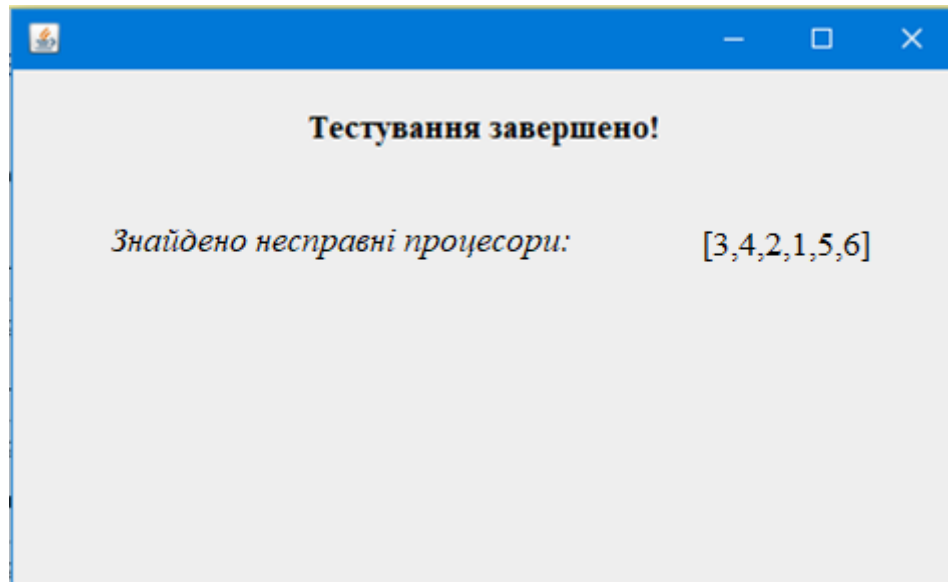 Тестування завершено!
Знайдено несправні процесори: [3,4,2,1,5,6]